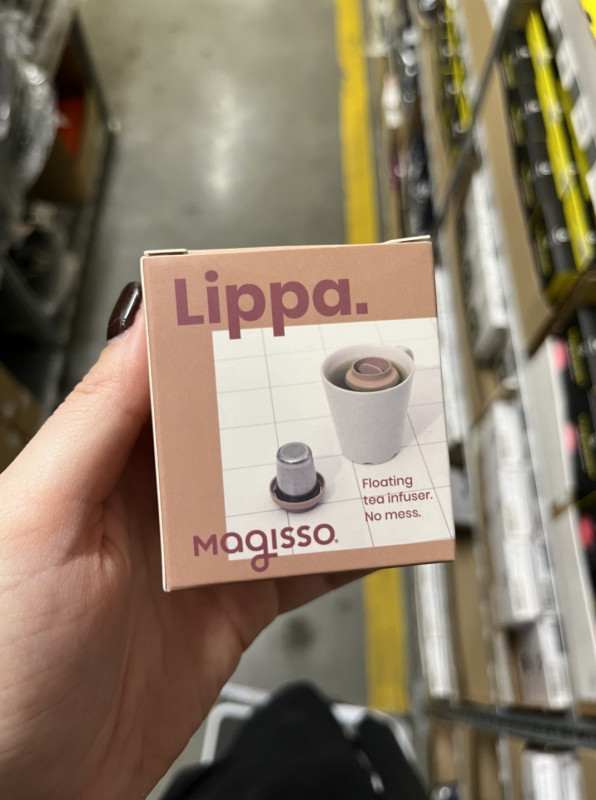 Lippa.
Floating
tea infuser.
No mess.
MAGISSO®